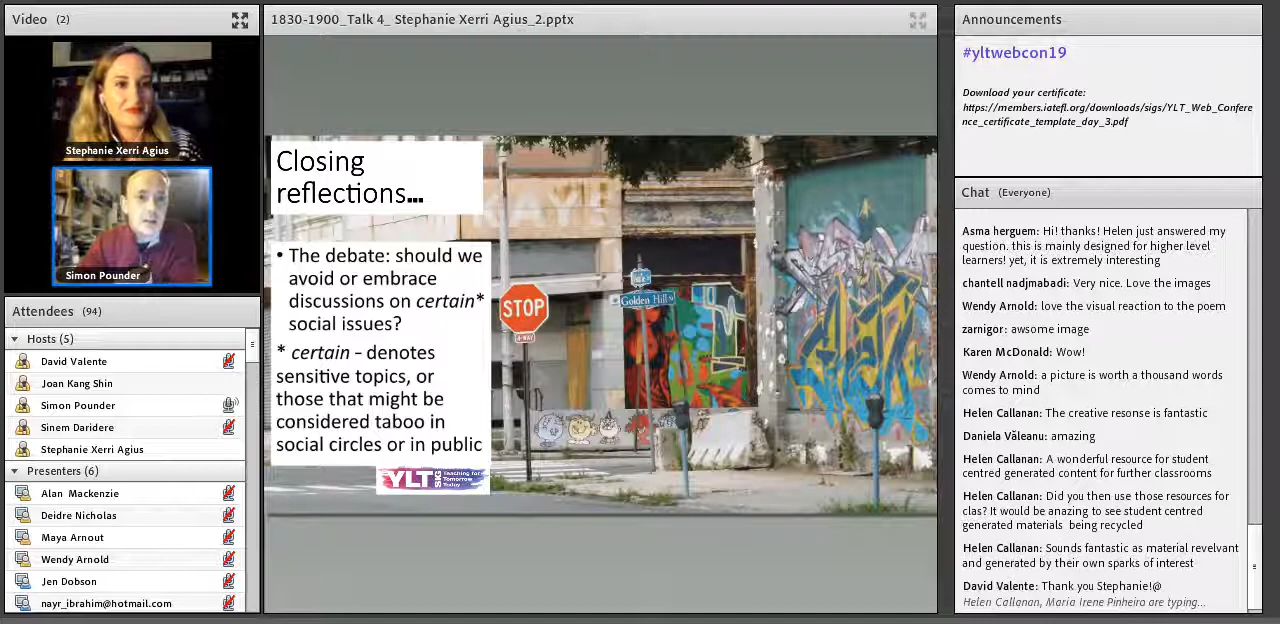 Video (2)
Stephanie Xerri Agius
Simon Pounder
Attendees (94)
Hosts (5)
David Valente
Joan Kang Shin
Simon Pounder
Sinem Daridere
Stephanie Xerri Agius
Presenters (6)
Alan Mackenzie
Deidre Nicholas
Maya Arnout
Wendy Arnold
Jen Dobson
nayr_ibrahim@hotmail.com
1830-1900_Talk 4_ Stephanie Xerri Agius_2.pptx
Closing
reflections...
• The debate: should we
avoid or embrace
discussions on certain*
social issues?
* certain - denotes
sensitive topics, or
those that might be
considered taboo in
social circles or in public
YLT SIG Teaching for
Tomorrow
Today
KAYE
STOP
4-WAY
Golden Hill
Announcements
#yltwebcon19
Download your certificate:
https://members.iatefl.org/downloads/sigs/YLT_Web_Confere
nce_certificate_template_day_3.pdf
Chat (Everyone)
Asma herguem: Hi! thanks! Helen just answered my
question. this is mainly designed for higher level
learners! yet, it is extremely interesting
chantell nadjmabadi: Very nice. Love the images
Wendy Arnold: love the visual reaction to the poem
zarnigor: awsome image
Karen McDonald: Wow!
Wendy Arnold: a picture is worth a thousand words
comes to mind
Helen Callanan: The creative resonse is fantastic
Daniela Văleanu: amazing
Helen Callanan: A wonderful resource for student
centred generated content for further classrooms
Helen Callanan: Did you then use those resources for
clas? It would be anazing to see student centred
generated materials being recycled
Helen Callanan: Sounds fantastic as material revelvant
and generated by their own sparks of interest
David Valente: Thank you Stephanie!@
Helen Callanan, Maria Irene Pinheiro are typing...